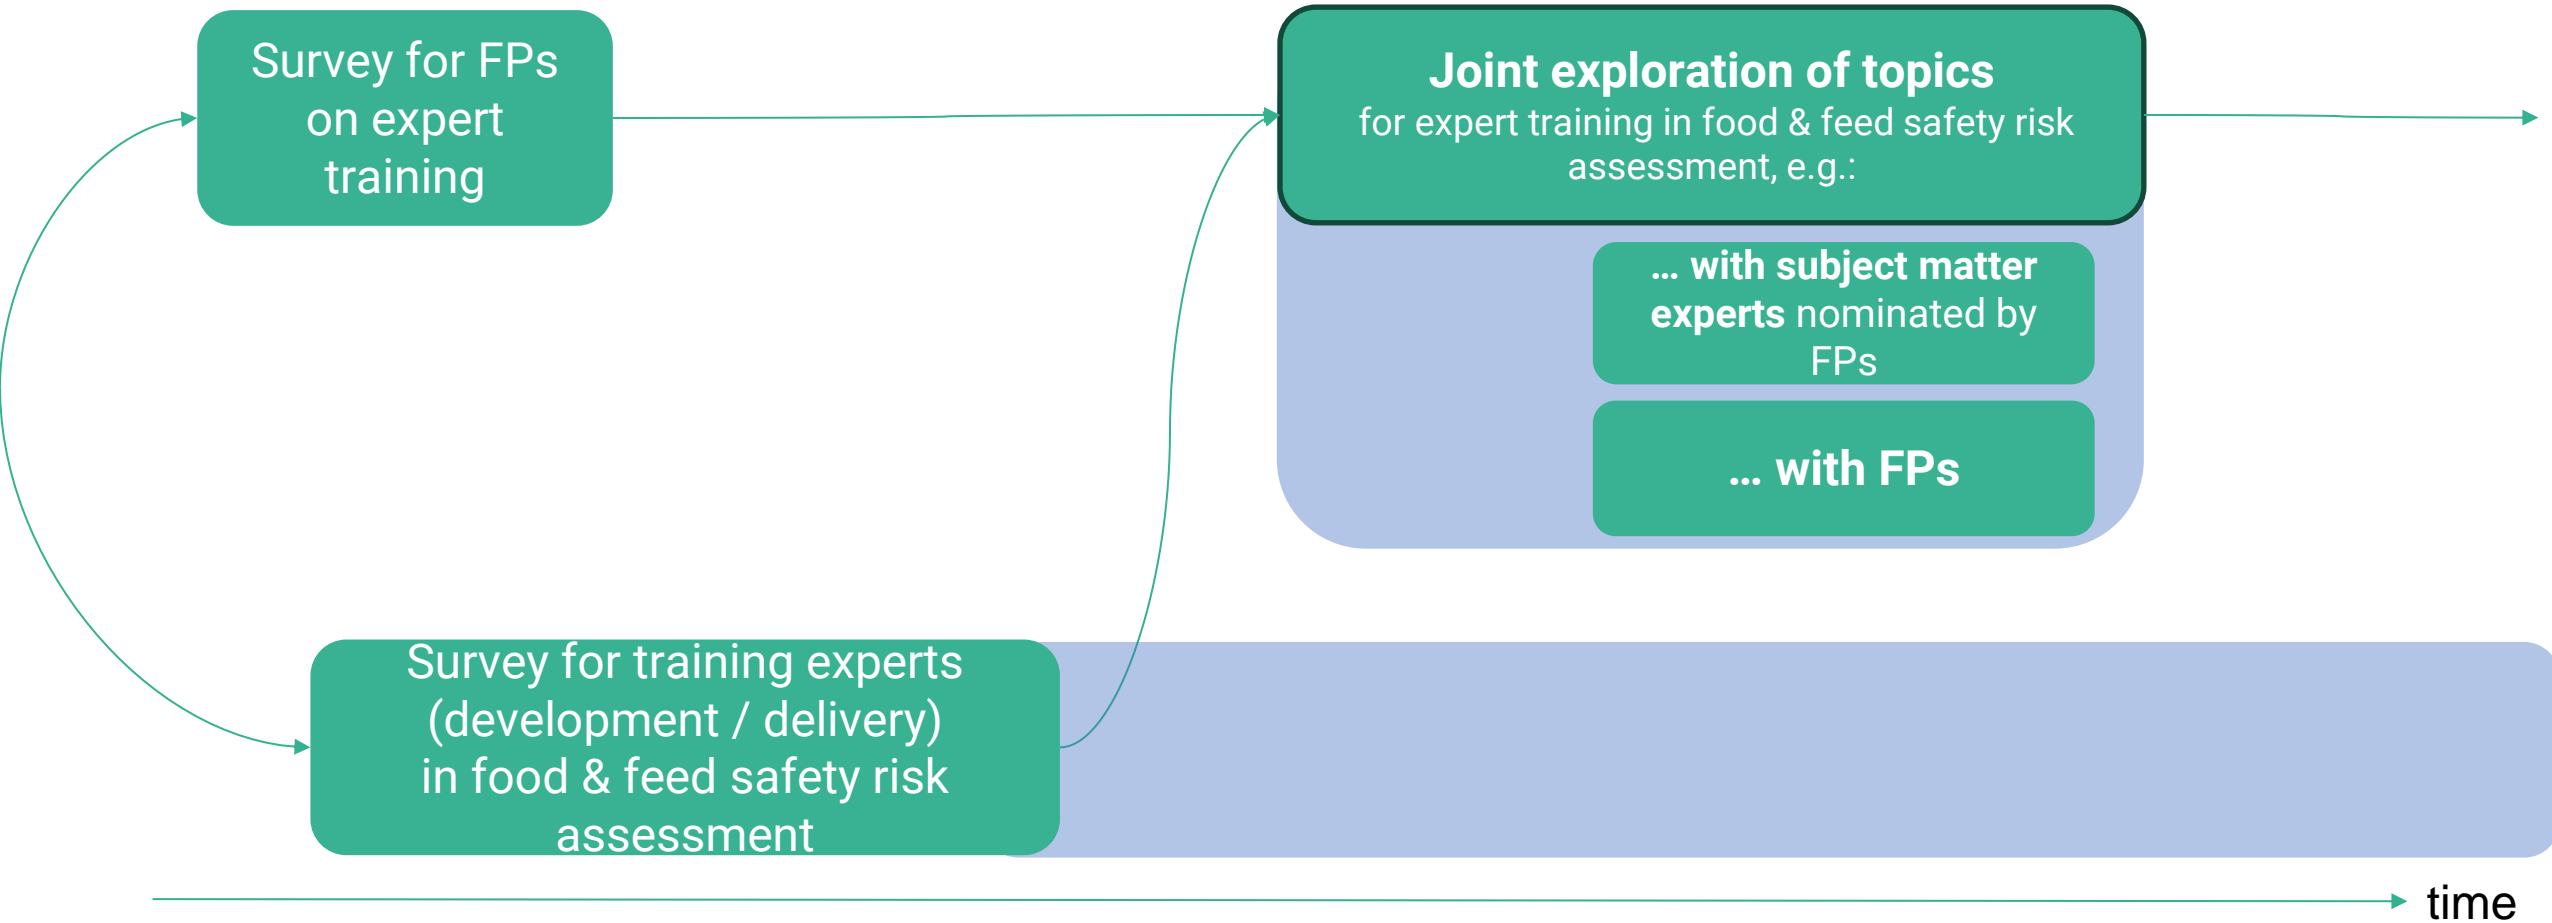 Survey for FPs
on expert
training
Joint exploration of topics
for expert training in food & feed safety risk
assessment, e.g.:
... with subject matter
experts nominated by
FPs
... with FPs
Survey for training experts
(development / delivery)
in food & feed safety risk
assessment
time